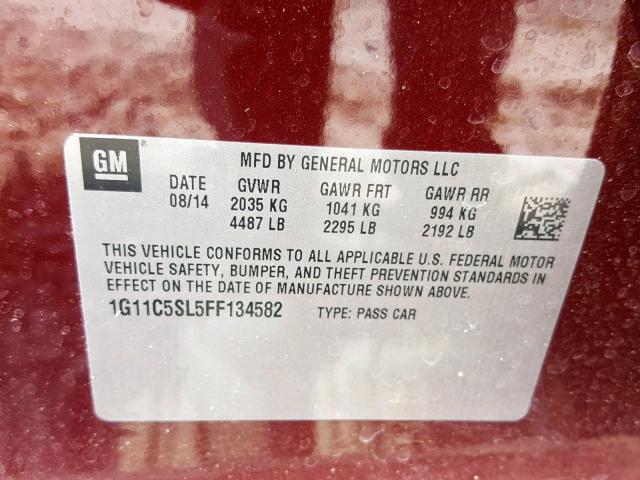 GM
MFD BY GENERAL MOTORS LLC
DATE GVWR GAWR FRT GAWR RR
08/14 2035 KG 1041 KG 994 KG
4487 LB 2295 LB 2192 LB
THIS VEHICLE CONFORMS TO ALL APPLICABLE U.S. FEDERAL MOTOR
VEHICLE SAFETY, BUMPER, AND THEFT PREVENTION STANDARDS IN
EFFECT ON THE DATE OF MANUFACTURE SHOWN ABOVE.
1G11C5SL5FF134582 TYPE: PASS CAR